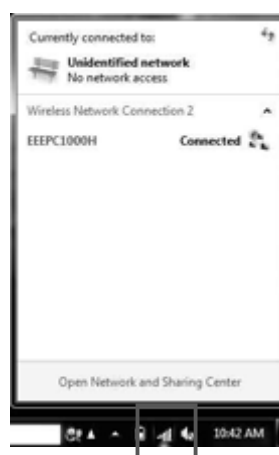 Currently connected to:
Unidentified network
No network access
Wireless Network Connection 2
EEEPC1000H Connected
Open Network and Sharing Center
10:42 AM